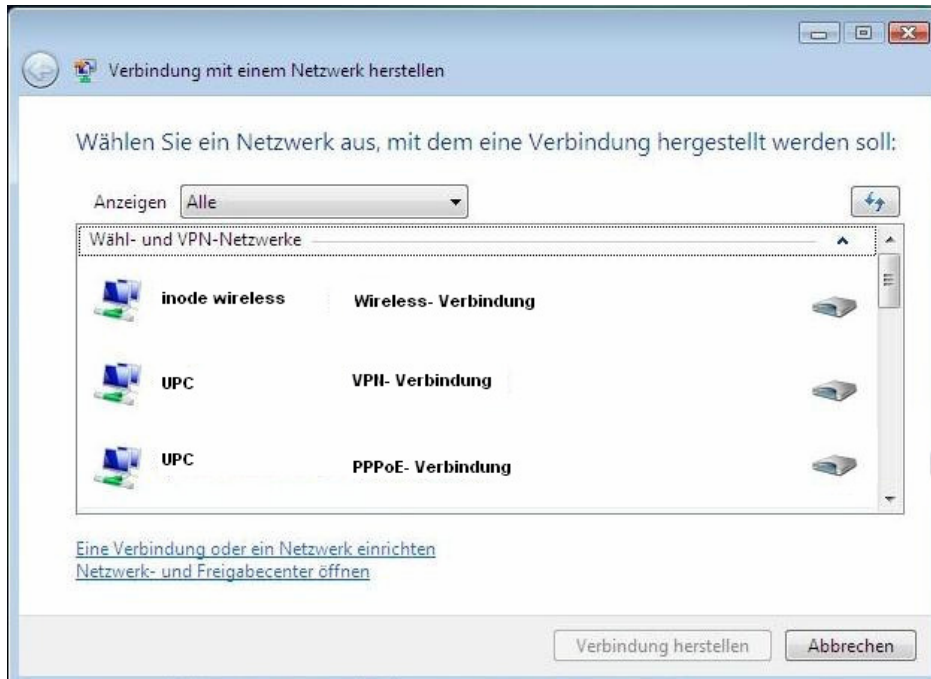 Verbindung mit einem Netzwerk herstellen
Wählen Sie ein Netzwerk aus, mit dem eine Verbindung hergestellt werden soll:
Anzeigen Alle
Wähl- und VPN-Netzwerke
inode wireless Wireless- Verbindung
UPC VPN- Verbindung
UPC PPPoE- Verbindung
Eine Verbindung oder ein Netzwerk einrichten
Netzwerk- und Freigabecenter öffnen
Verbindung herstellen Abbrechen